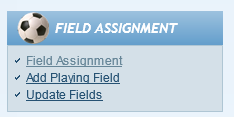 FIELD ASSIGNMENT
Field Assignment
Add Playing Field
Update Fields